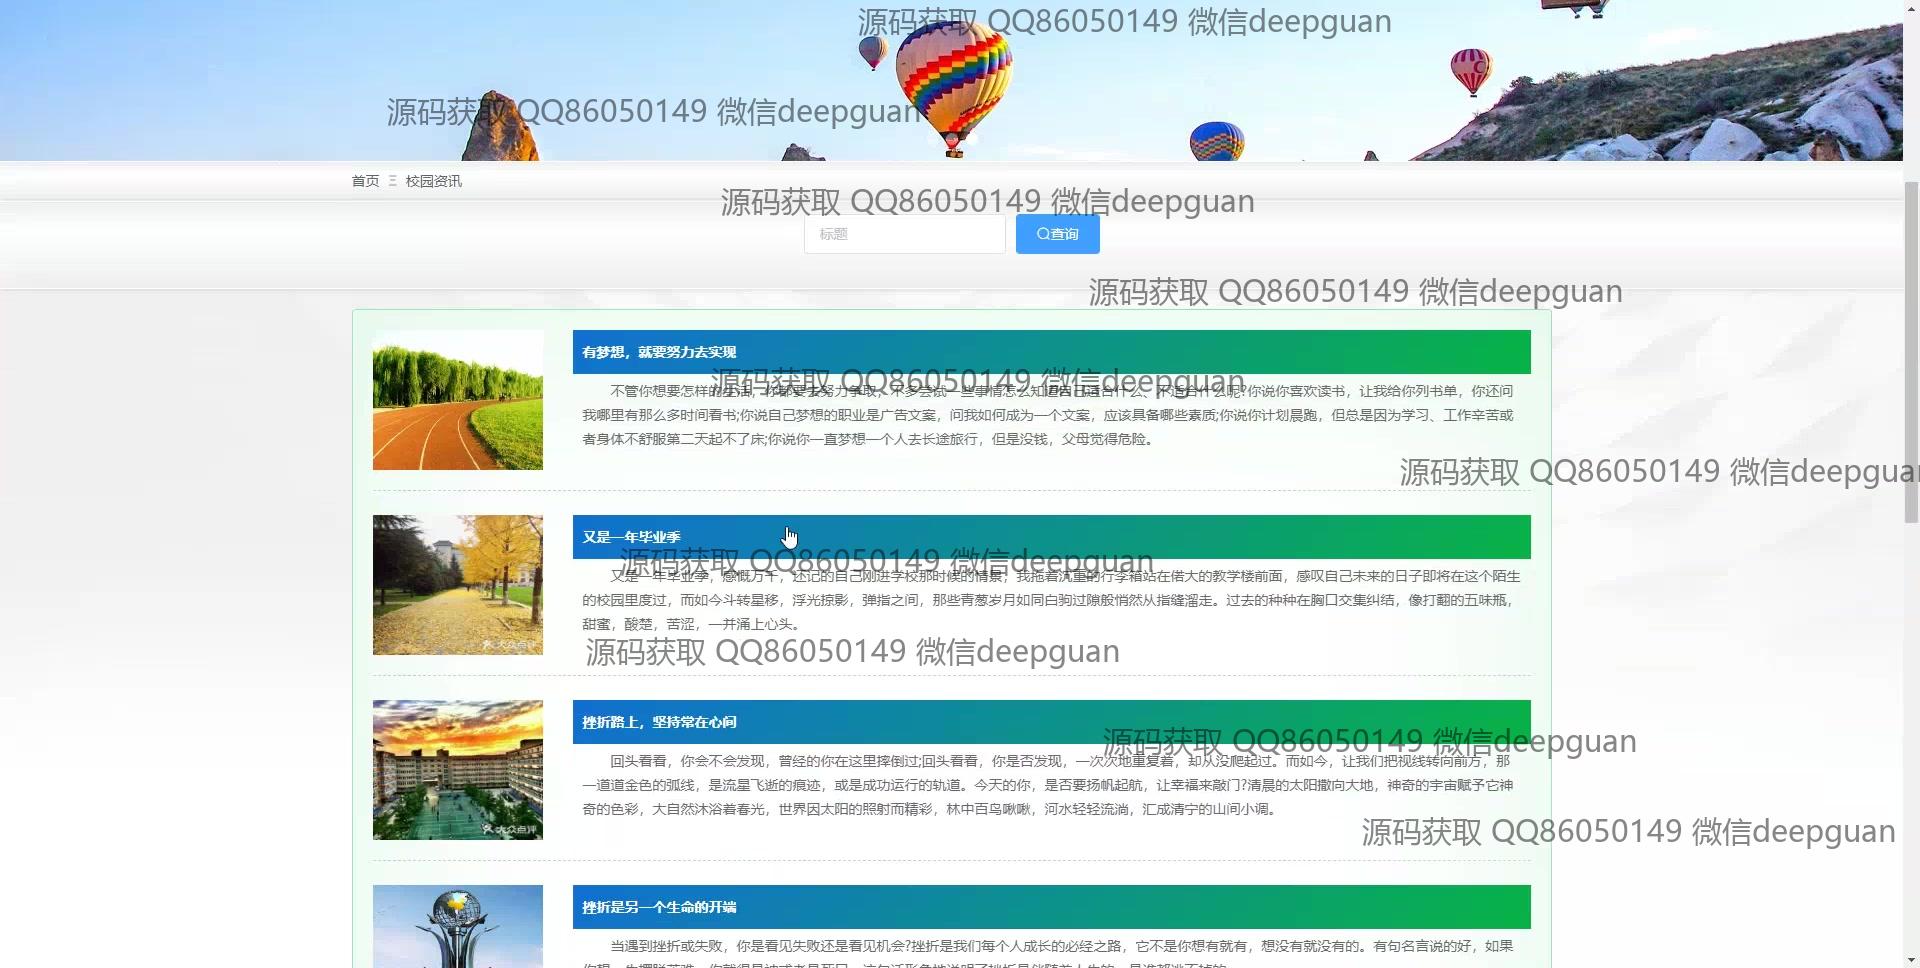 源码获取 QQ86050149 微信deepguan
源码获取 QQ86050149 微信deepguan
首页 校园资讯
源码获取 QQ86050149 微信deepguan
标题 查询
源码获取 QQ86050149 微信deepguan
有梦想，就要努力去实现
源码获取 QQ86050149 微信deepguan
不管你想要怎样的生活，你都要去努力争取，不多尝试一些事情怎么知道自己适合什么、不适合什么呢?你说你喜欢读书，让我给你列书单，你还问
我哪里有那么多时间看书;你说自己梦想的职业是广告文案，问我如何成为一个文案，应该具备哪些素质;你说你计划晨跑，但总是因为学习、工作辛苦或
者身体不舒服第二天起不了床;你说你一直梦想一个人去长途旅行，但是没钱，父母觉得危险。
源码获取 QQ86050149 微信deepguan
又是一年毕业季
源码获取 QQ86050149 微信deepguan
又是一年毕业季，感慨万千，还记的自己刚进学校那时候的情景；我拖着沉重的行李箱站在偌大的教学楼前面，感叹自己未来的日子即将在这个陌生
的校园里度过，而如今斗转星移，浮光掠影，弹指之间，那些青葱岁月如同白驹过隙般悄然从指缝溜走。过去的种种在胸口交集纠结，像打翻的五味瓶，
甜蜜，酸楚，苦涩，一并涌上心头。
大众点评
源码获取 QQ86050149 微信deepguan
挫折路上，坚持常在心间
源码获取 QQ86050149 微信deepguan
回头看看，你会不会发现，曾经的你在这里摔倒过;回头看看，你是否发现，一次次地重复着，却从没爬起过。而如今，让我们把视线转向前方，那
一道道金色的弧线，是流星飞逝的痕迹，或是成功运行的轨道。今天的你，是否要扬帆起航，让幸福来敲门?清晨的太阳撒向大地，神奇的宇宙赋予它神
奇的色彩，大自然沐浴着春光，世界因太阳的照射而精彩，林中百鸟啾啾，河水轻轻流淌，汇成清宁的山间小调。
大众点评
源码获取 QQ86050149 微信deepguan
挫折是另一个生命的开端
当遇到挫折或失败，你是看见失败还是看见机会?挫折是我们每个人成长的必经之路，它不是你想有就有，想没有就没有的。有句名言说的好，如果